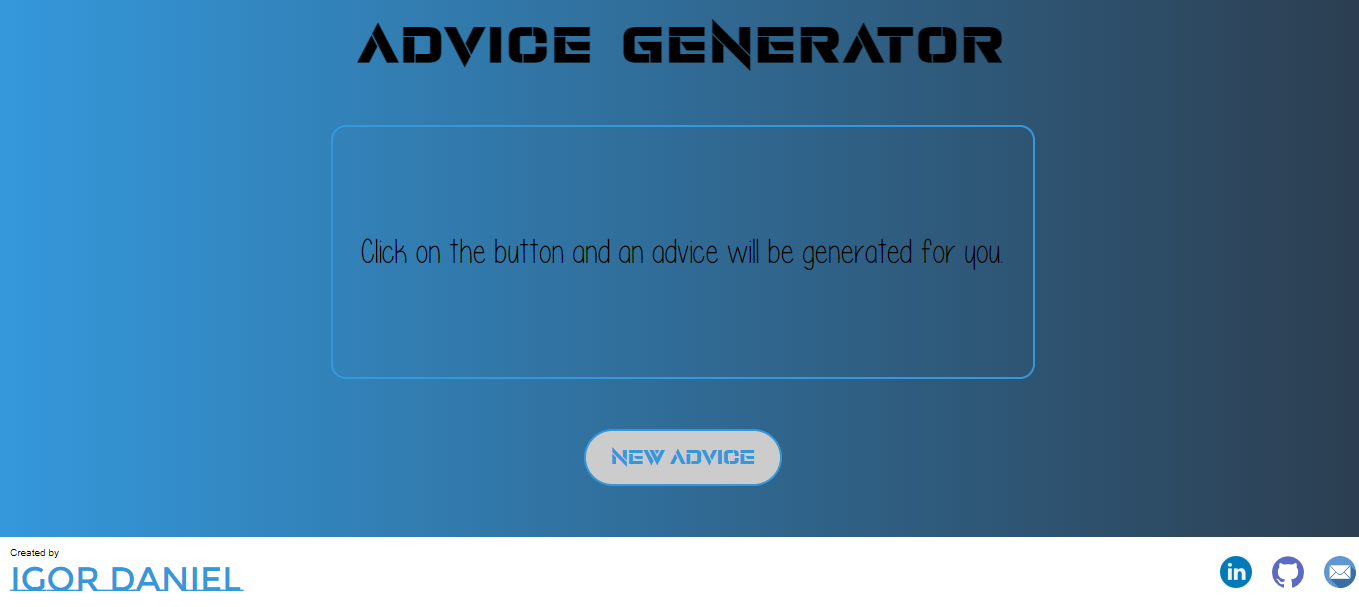 ADVICE GENERATOR
Click on the button and an advice will be generated for you.
NEW ADVICE
Created by
IGOR DANIEL
in